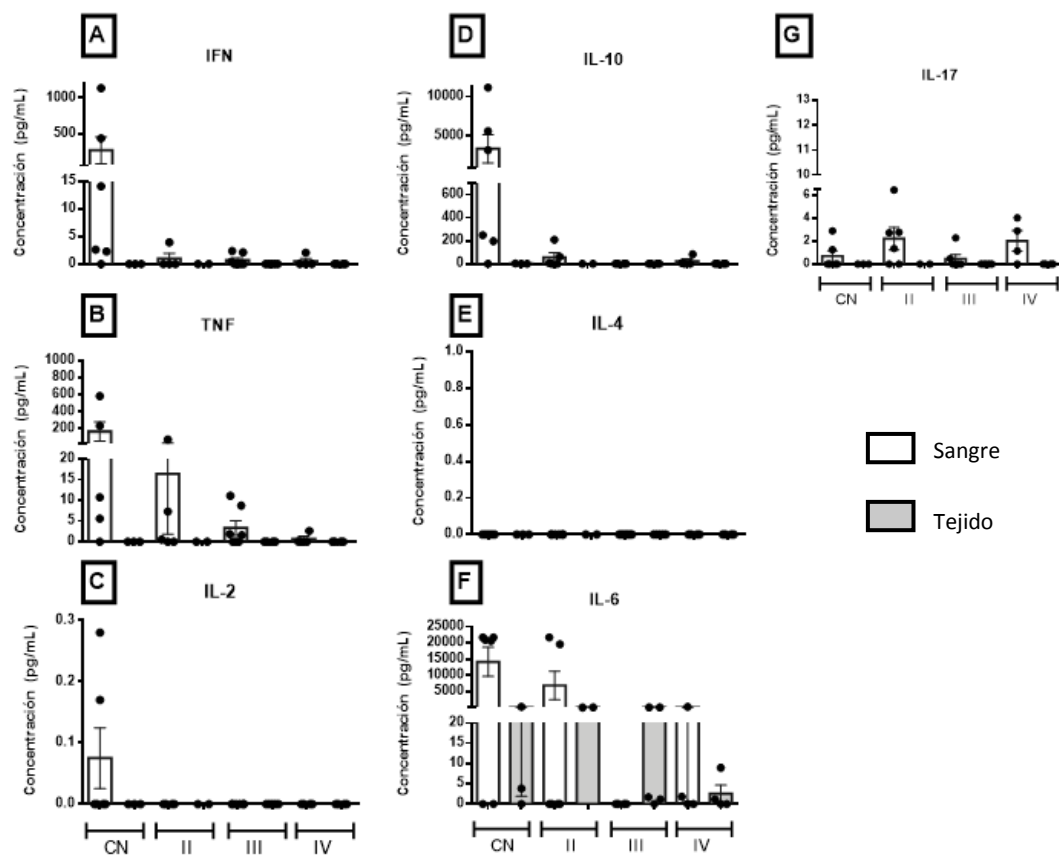 A
IFN
Concentración (pg/mL)
1000
500
15
10
5
0
B
TNF
Concentración (pg/mL)
1000
800
600
400
200
20
15
10
5
0
C
IL-2
Concentración (pg/mL)
0.3
0.2
0.1
0.0
CN II III IV
D
IL-10
Concentración (pg/mL)
10000
5000
600
400
200
0
E
IL-4
Concentración (pg/mL)
1.0
0.8
0.6
0.4
0.2
0.0
F
IL-6
Concentración (pg/mL)
25000
20000
15000
10000
5000
20
15
10
5
0
CN II III IV
G
IL-17
Concentración (pg/mL)
13
12
11
10
6
4
2
0
CN II III IV
Sangre
Tejido